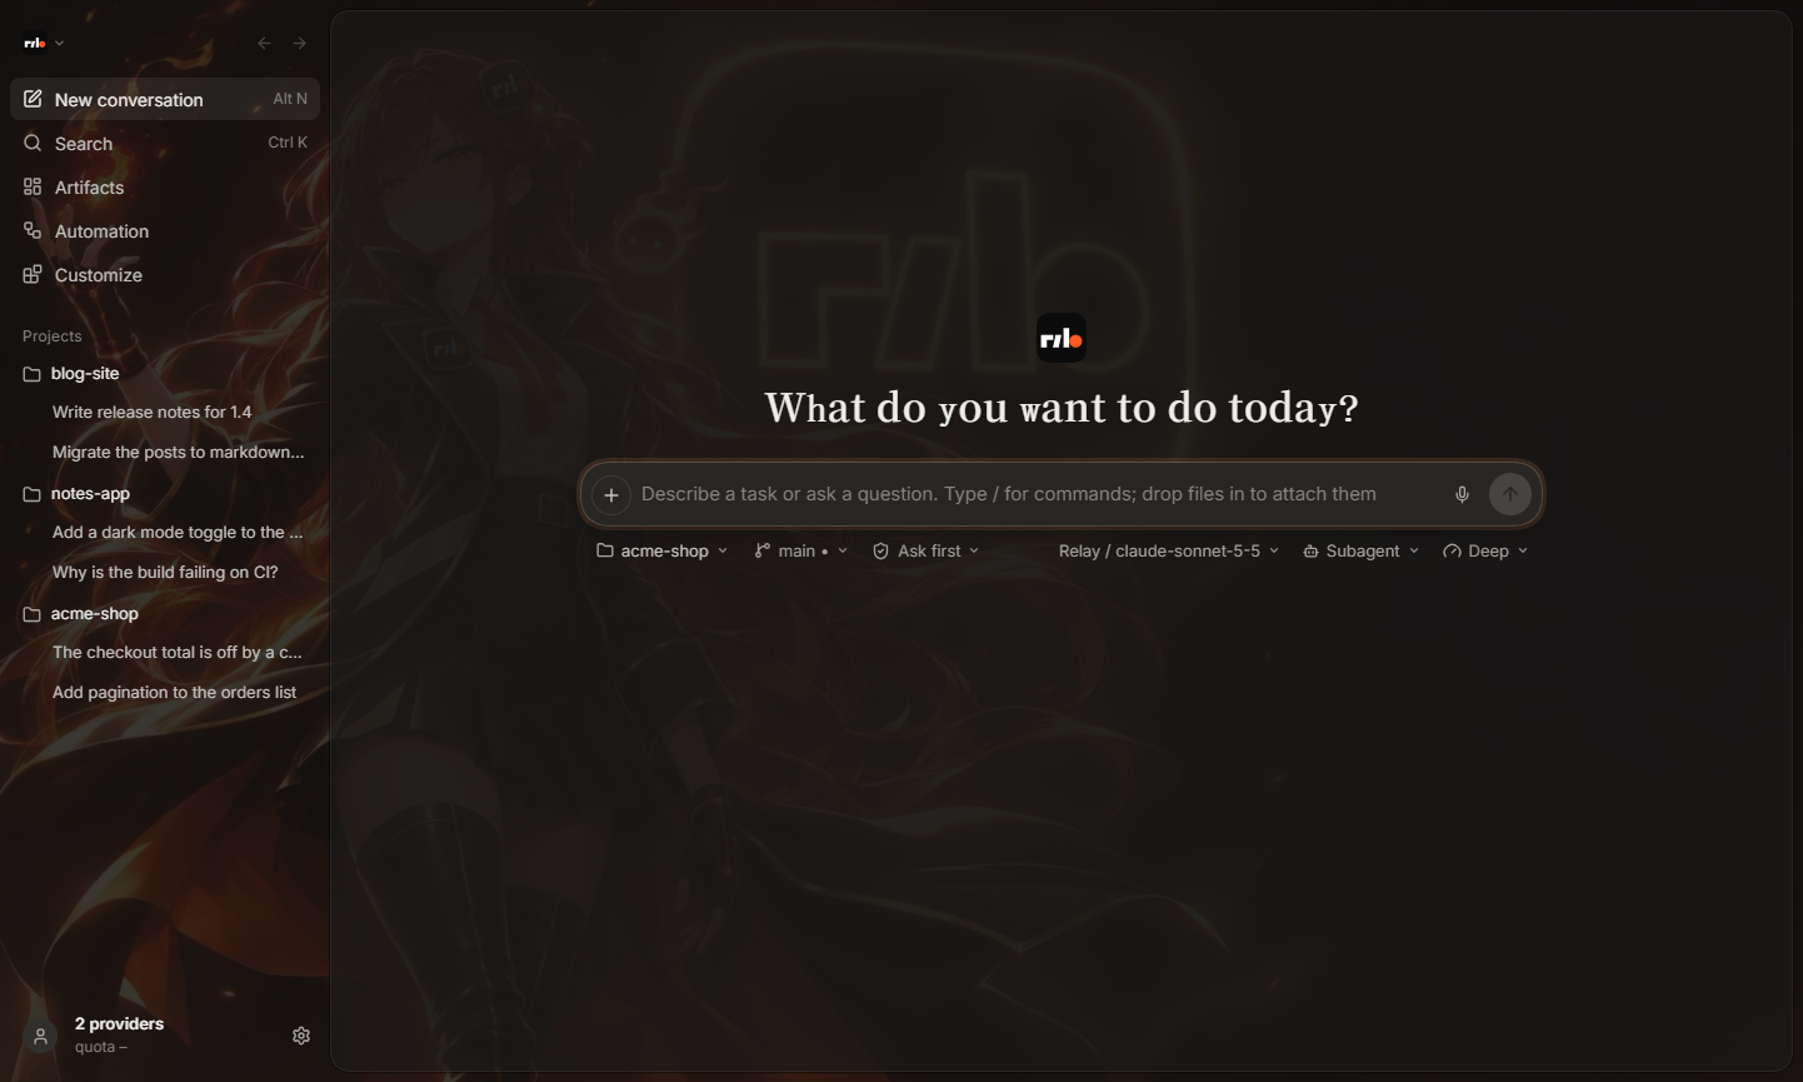 r/b
New conversation Alt N
Search Ctrl K
Artifacts
Automation
Customize
Projects
blog-site
Write release notes for 1.4
Migrate the posts to markdown...
notes-app
Add a dark mode toggle to the ...
Why is the build failing on CI?
acme-shop
The checkout total is off by a c...
Add pagination to the orders list
2 providers
quota –
r/b
r/b
r/b
What do you want to do today?
Describe a task or ask a question. Type / for commands; drop files in to attach them
acme-shop main • Ask first Relay / claude-sonnet-5-5 Subagent Deep